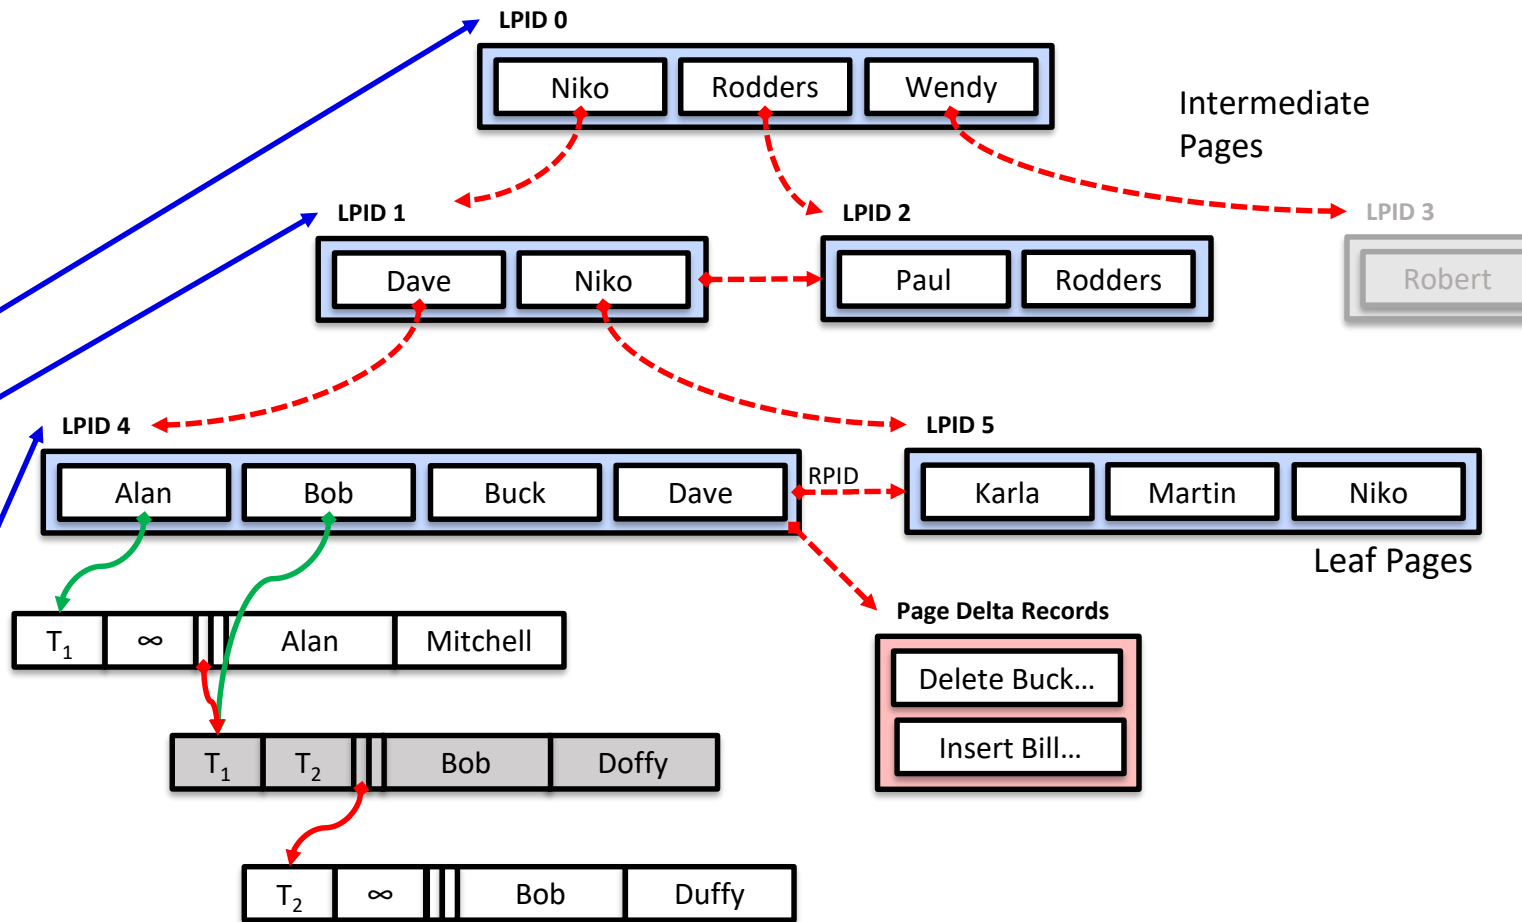 LPID 0
Niko Rodders Wendy
Intermediate
Pages
LPID 1 LPID 2 LPID 3
Dave Niko Paul Rodders Robert
LPID 4 LPID 5
Alan Bob Buck Dave RPID Karla Martin Niko
Leaf Pages
Page Delta Records
T1 ∞ Alan Mitchell
Delete Buck…
Insert Bill…
T1 T2 Bob Doffy
T2 ∞ Bob Duffy